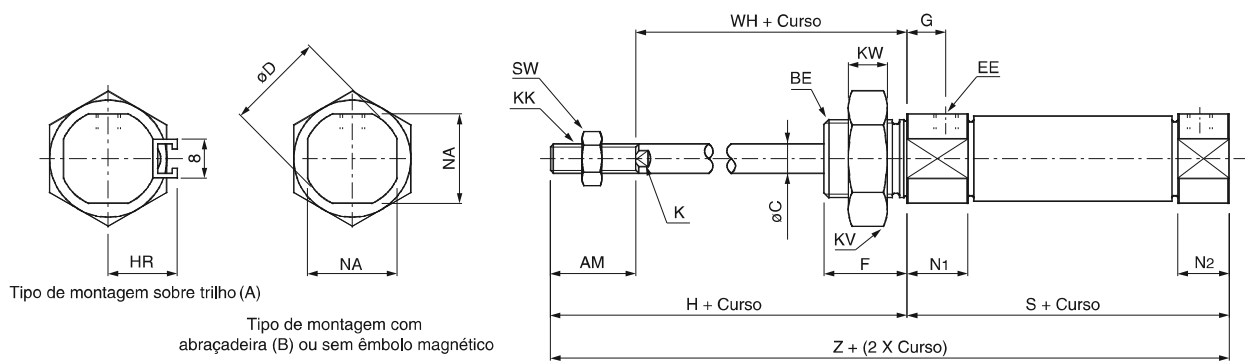 WH + Curso
G
KW
EE
BE
SW
KK
øD
NA
8
K
øC
KV
HR
NA
AM
F
N1
N2
Tipo de montagem sobre trilho (A)
H + Curso
S + Curso
Tipo de montagem com
abraçadeira (B) ou sem êmbolo magnético
Z + (2 X Curso)